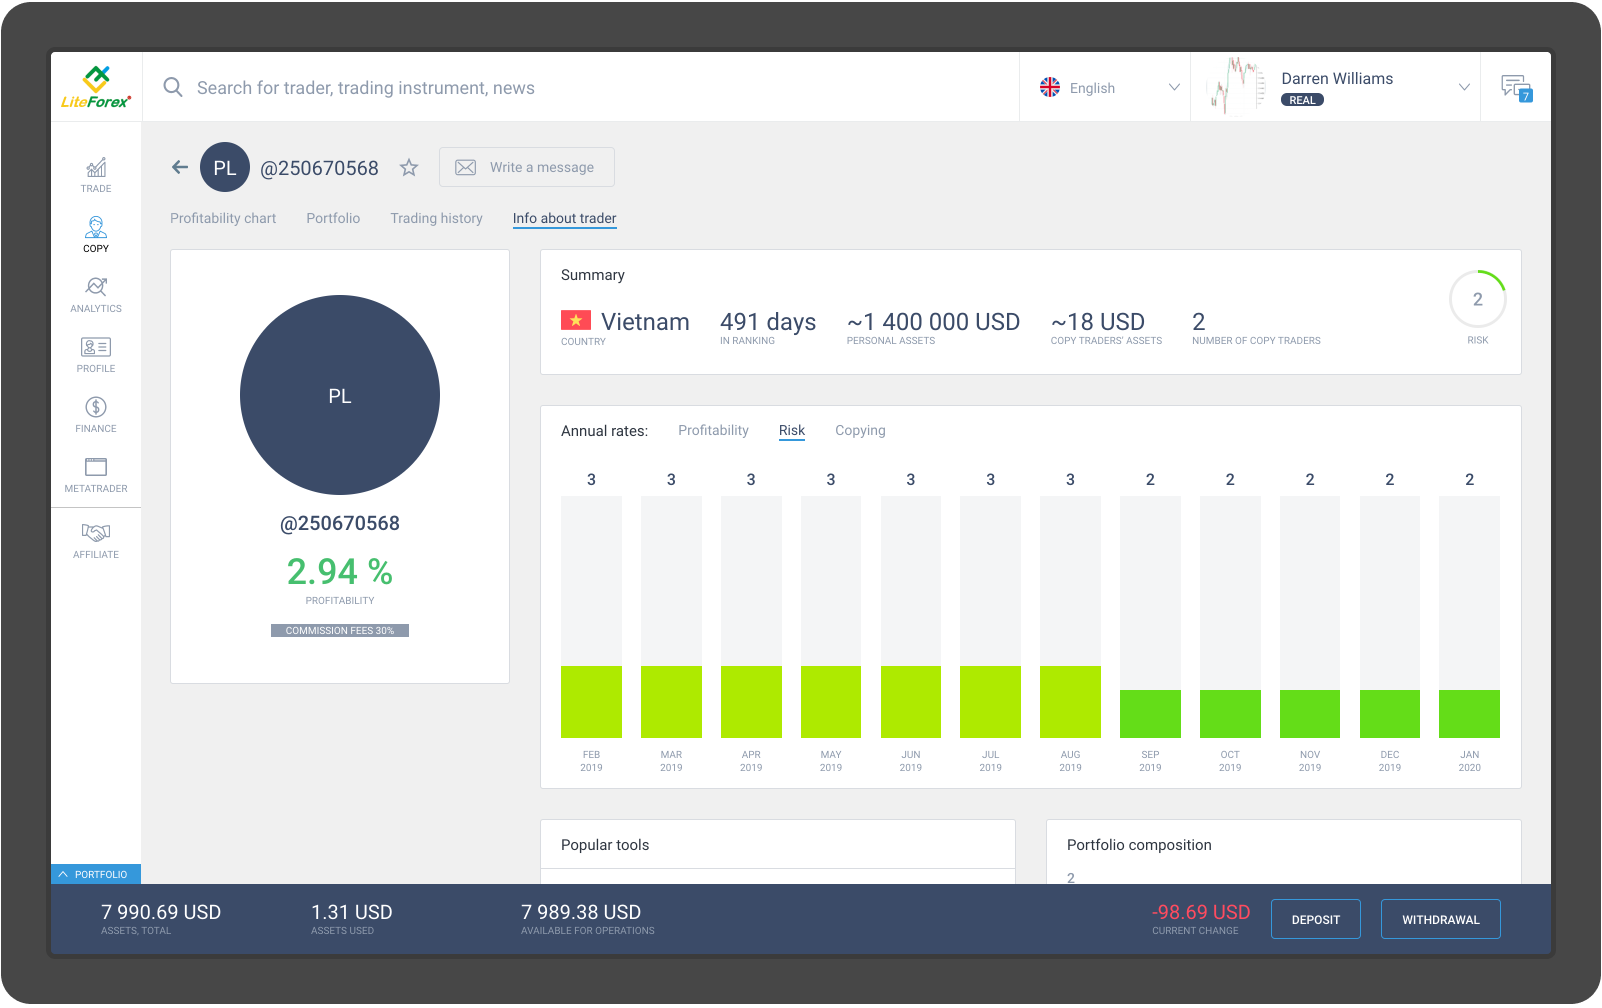 LiteForex
Search for trader, trading instrument, news
English
Darren Williams
REAL
7
TRADE
COPY
ANALYTICS
PROFILE
FINANCE
METATRADER
AFFILIATE
PL
@250670568
Write a message
Profitability chart
Portfolio
Trading history
Info about trader
PL
@250670568
2.94 %
PROFITABILITY
COMMISSION FEES 30%
Summary
Vietnam
COUNTRY
491 days
IN RANKING
~1 400 000 USD
PERSONAL ASSETS
~18 USD
COPY TRADERS' ASSETS
2
NUMBER OF COPY TRADERS
2
RISK
Annual rates:
Profitability
Risk
Copying
3 3 3 3 3 3 3 2 2 2 2 2
FEB MAR APR MAY JUN JUL AUG SEP OCT NOV DEC JAN
2019 2019 2019 2019 2019 2019 2019 2019 2019 2019 2019 2020
Popular tools
Portfolio composition
2
PORTFOLIO
7 990.69 USD
ASSETS, TOTAL
1.31 USD
ASSETS USED
7 989.38 USD
AVAILABLE FOR OPERATIONS
-98.69 USD
CURRENT CHANGE
DEPOSIT
WITHDRAWAL